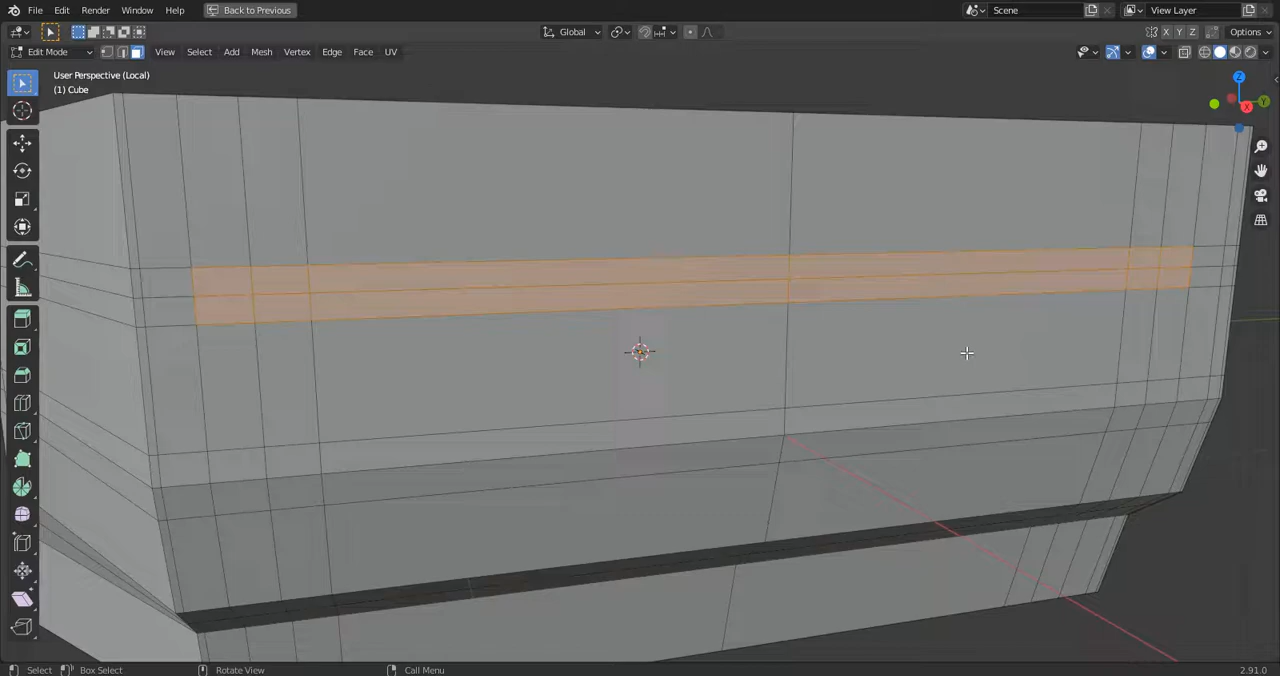 File Edit Render Window Help Back to Previous Scene View Layer
Global Options
Edit Mode View Select Add Mesh Vertex Edge Face UV
X Y Z
User Perspective (Local)
(1) Cube
Z
Y
X
Select Box Select Rotate View Call Menu 2.91.0